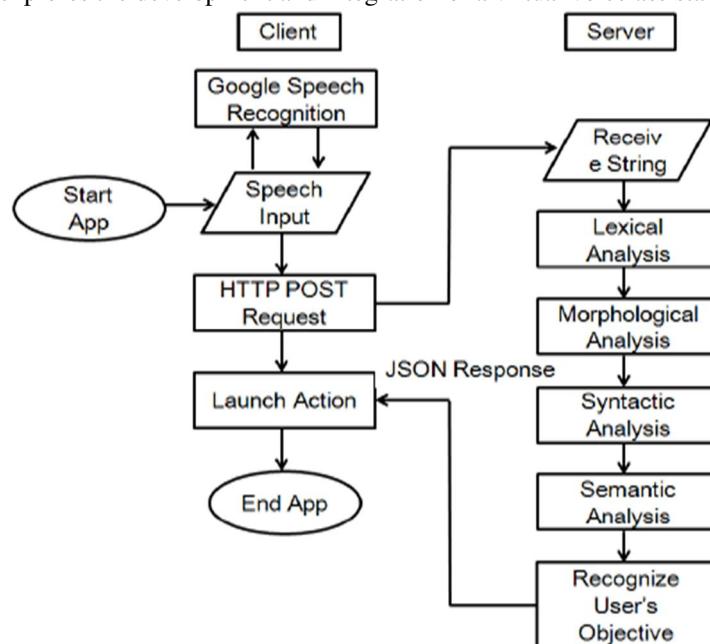 Client
Server
Google Speech
Recognition
Start
App
Speech
Input
HTTP POST
Request
Launch Action
End App
JSON Response
Receiv
e String
Lexical
Analysis
Morphological
Analysis
Syntactic
Analysis
Semantic
Analysis
Recognize
User's
Objective